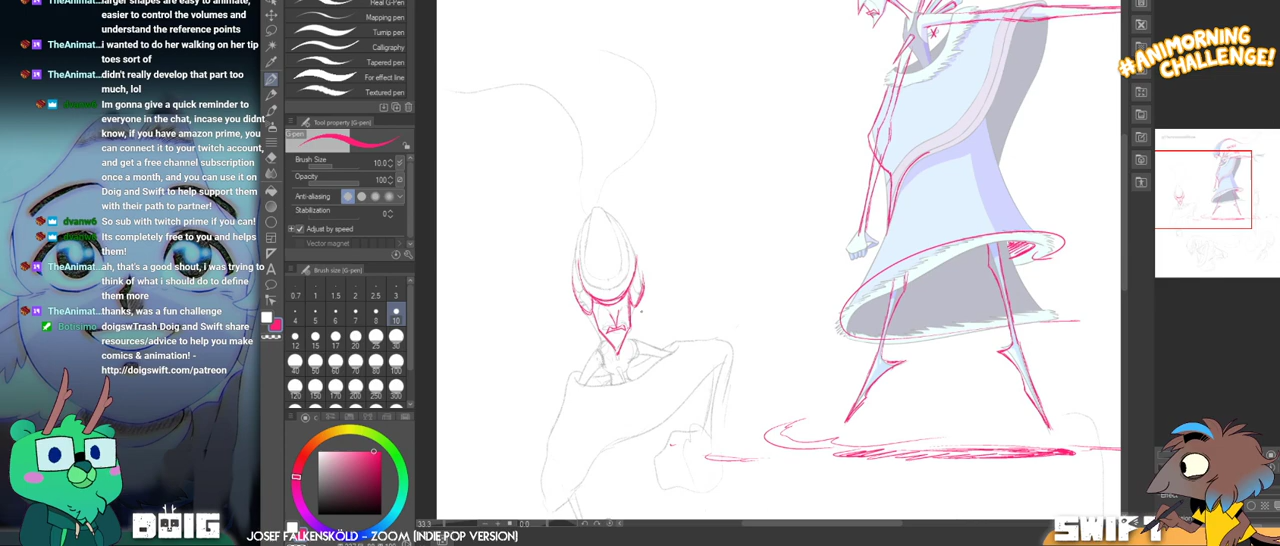 TheAnimat... larger shapes are easy to animate,
easier to control the volumes and
understand the reference points
TheAnimat... i wanted to do her walking on her tip
toes sort of
TheAnimat... didn't really develop that part too
much, lol
dvanw6 Im gonna give a quick reminder to
everyone in the chat, incase you didnt
know, if you have amazon prime, you
can connect it to your twitch account,
and get a free channel subscription
once a month, and you can use it on
Doig and Swift to help support them
with their path to partner!
dvanw6 So sub with twitch prime if you can!
dvanw6 Its completely free to you and helps
them!
TheAnimat... ah, that's a good shout, i was trying to
think of what i should do to define
them more
TheAnimat... thanks, was a fun challenge
Botisimo doigswTrash Doig and Swift share
resources/advice to help you make
comics & animation! -
http://doigswift.com/patreon
Real G-Pen
Mapping pen
Turnip pen
Calligraphy
Tapered pen
For effect line
Textured pen
Tool property [G-pen]
G-pen
Brush Size 10.0
Opacity 100
Anti-aliasing
Stabilization 0
Adjust by speed
Vector magnet
Brush size [G-pen]
0.7 1 1.5 2 2.5 3
4 5 6 7 8 10
12 15 17 20 25 30
40 50 60 70 80 100
120 150 170 200 250 300
33.3 0.0
#ANIMORNING
CHALLENGE!
DOIG
JOSEF FALKENSKÖLD - ZOOM (INDIE POP VERSION)
SWIFT